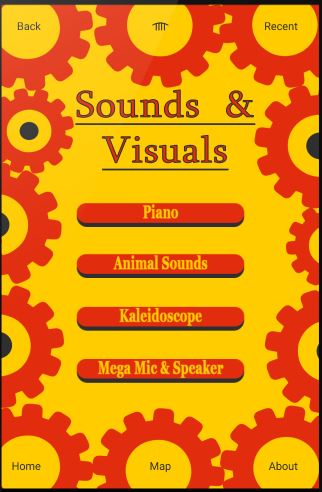 Back
Recent
Sounds &
Visuals
Piano
Animal Sounds
Kaleidoscope
Mega Mic & Speaker
Home
Map
About